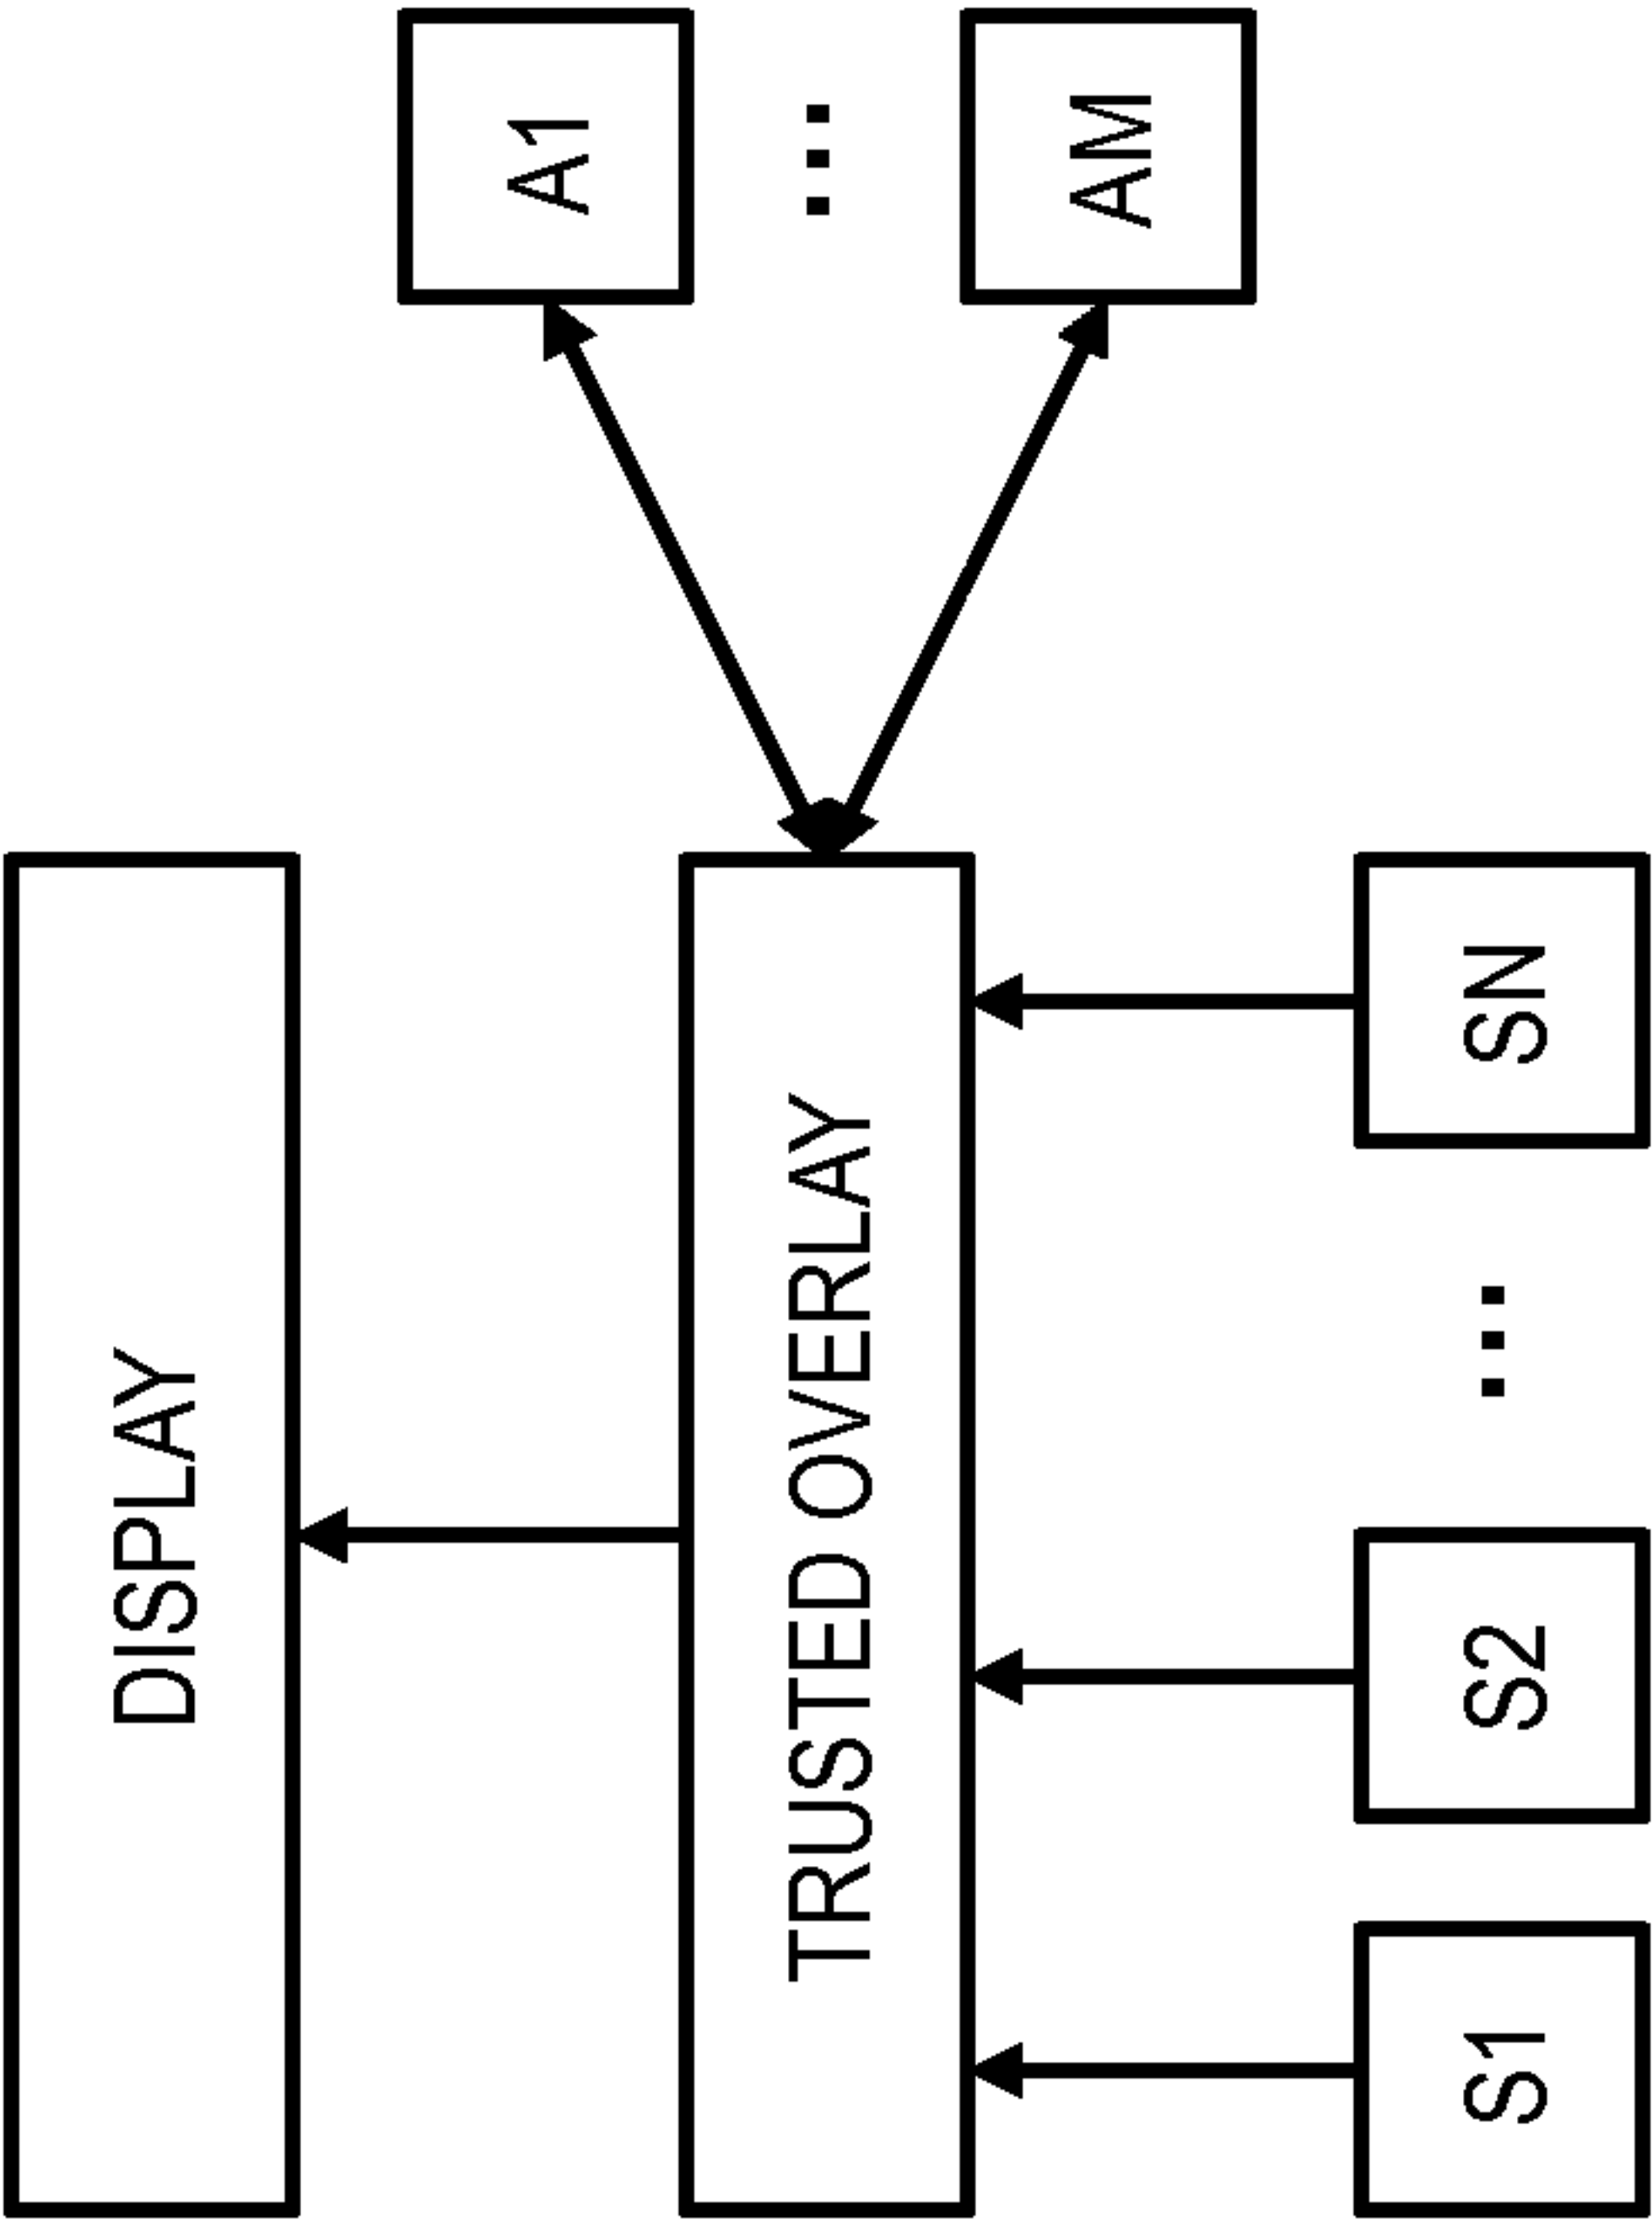 DISPLAY
A1
TRUSTED OVERLAY
...
AM
S1
S2
...
SN